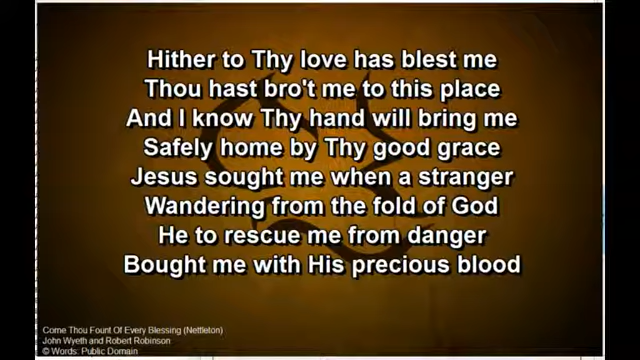 Hither to Thy love has blest me
Thou hast bro't me to this place
And I know Thy hand will bring me
Safely home by Thy good grace
Jesus sought me when a stranger
Wandering from the fold of God
He to rescue me from danger
Bought me with His precious blood
Come Thou Fount Of Every Blessing (Nettleton)
John Wyeth and Robert Robinson
© Words: Public Domain